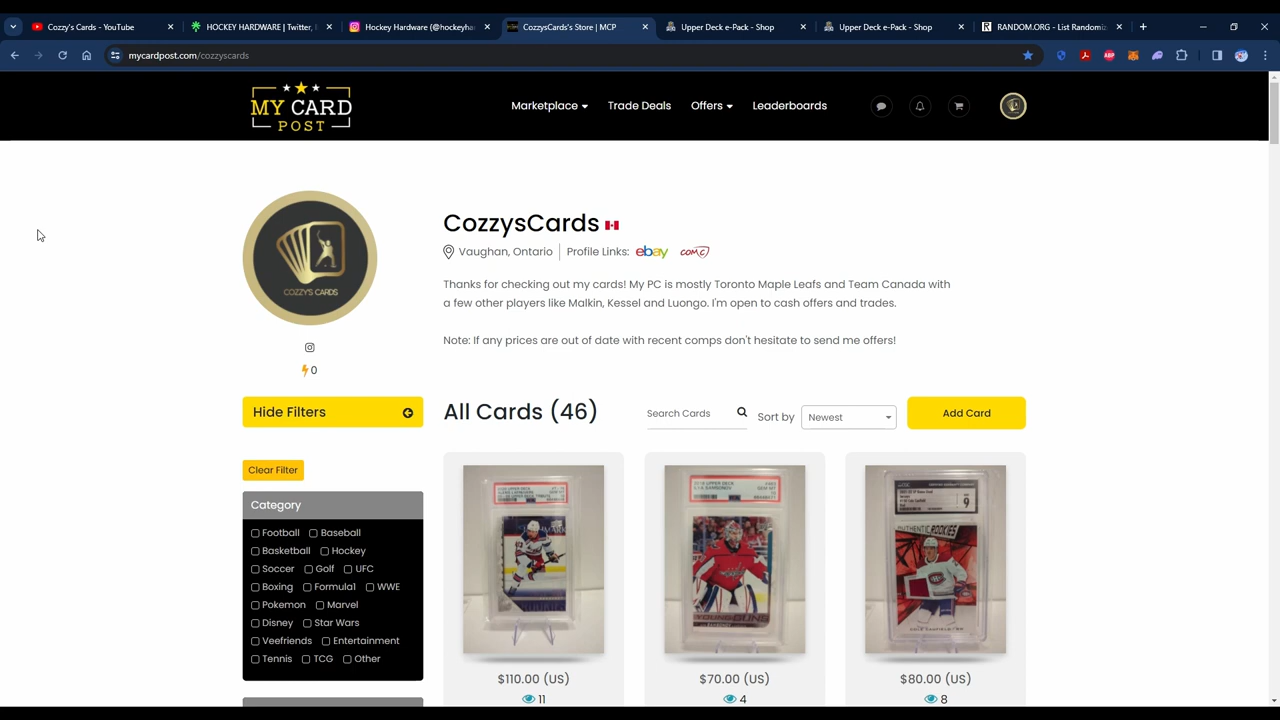 Cozzy's Cards - YouTube
HOCKEY HARDWARE | Twitter,
Hockey Hardware (@hockeyha
CozzysCards's Store | MCP
Upper Deck e-Pack - Shop
Upper Deck e-Pack - Shop
RANDOM.ORG - List Randomiz
mycardpost.com/cozzyscards
MY CARD
POST
Marketplace
Trade Deals
Offers
Leaderboards
COZZY'S CARDS
CozzysCards
Vaughan, Ontario
Profile Links:
ebay
COMC
Thanks for checking out my cards! My PC is mostly Toronto Maple Leafs and Team Canada with
a few other players like Malkin, Kessel and Luongo. I'm open to cash offers and trades.
Note: If any prices are out of date with recent comps don't hesitate to send me offers!
0
Hide Filters
All Cards (46)
Search Cards
Sort by
Newest
Add Card
Clear Filter
Category
Football
Baseball
Basketball
Hockey
Soccer
Golf
UFC
Boxing
Formula1
WWE
Pokemon
Marvel
Disney
Star Wars
Veefriends
Entertainment
Tennis
TCG
Other
AUTHENTIC ROOKIES
9
YOUNG GUNS
$110.00 (US)
$70.00 (US)
$80.00 (US)
11
4
8